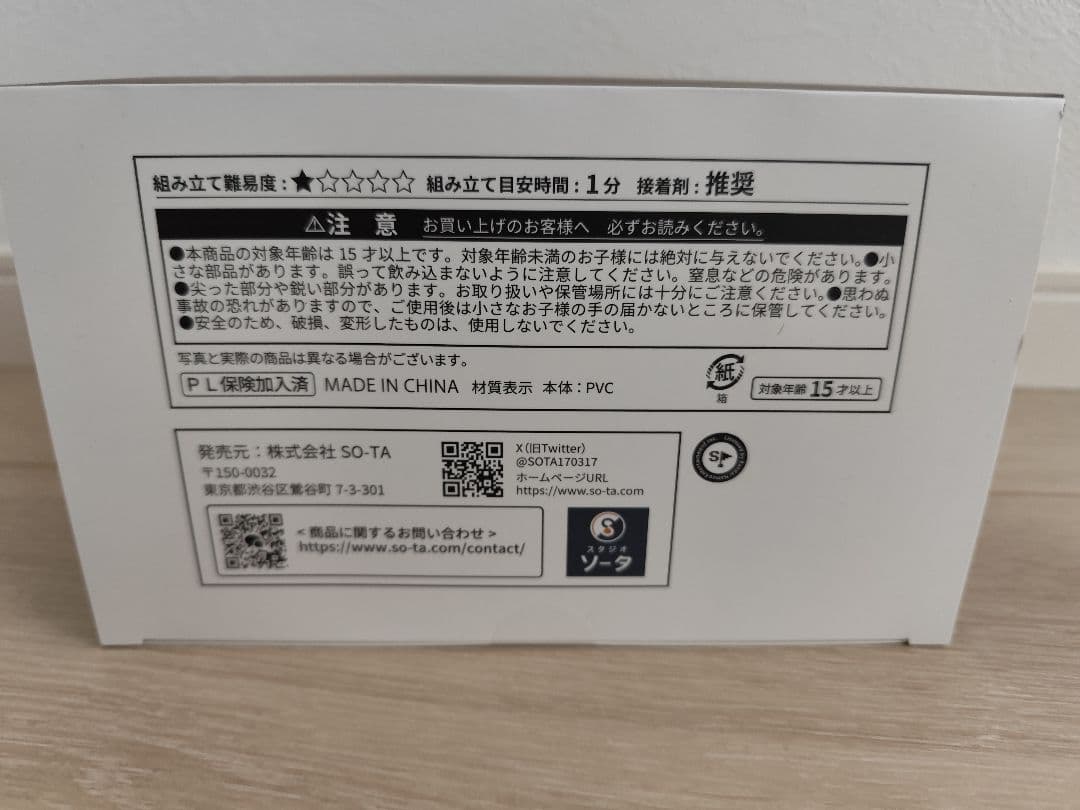 組み立て難易度:★☆☆☆☆ 組み立て目安時間:1分 接着剤:推奨
⚠注 意 お買い上げのお客様へ 必ずお読みください。
●本商品の対象年齢は15才以上です。対象年齢未満のお子様には絶対に与えないでください。●小
さな部品があります。誤って飲み込まないように注意してください。窒息などの危険があります。
●尖った部分や鋭い部分があります。お取り扱いや保管場所には十分にご注意ください。●思わぬ
事故の恐れがありますので、ご使用後は小さなお子様の手の届かないところに保管してください。
●安全のため、破損、変形したものは、使用しないでください。
写真と実際の商品は異なる場合がございます。
PL保険加入済 MADE IN CHINA 材質表示 本体:PVC
紙
箱
対象年齢15才以上
発売元:株式会社 SO-TA
〒150-0032
東京都渋谷区鶯谷町 7-3-301
X(旧Twitter)
@SOTA170317
ホームページURL
https://www.so-ta.com
<商品に関するお問い合わせ>
https://www.so-ta.com/contact/
スタジオ
ソータ
SP